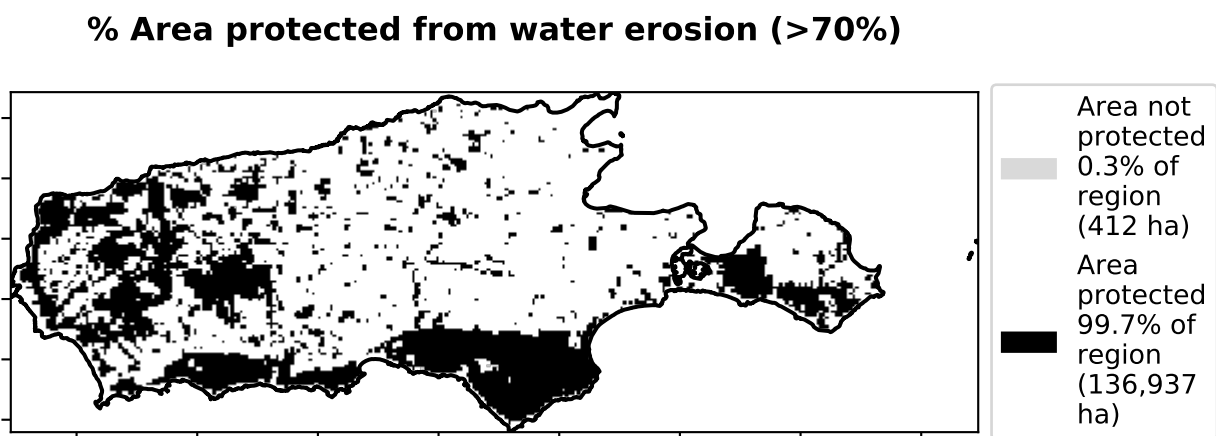 % Area protected from water erosion (>70%)
Area not
protected
0.3% of
region
(412 ha)
Area
protected
99.7% of
region
(136,937
ha)